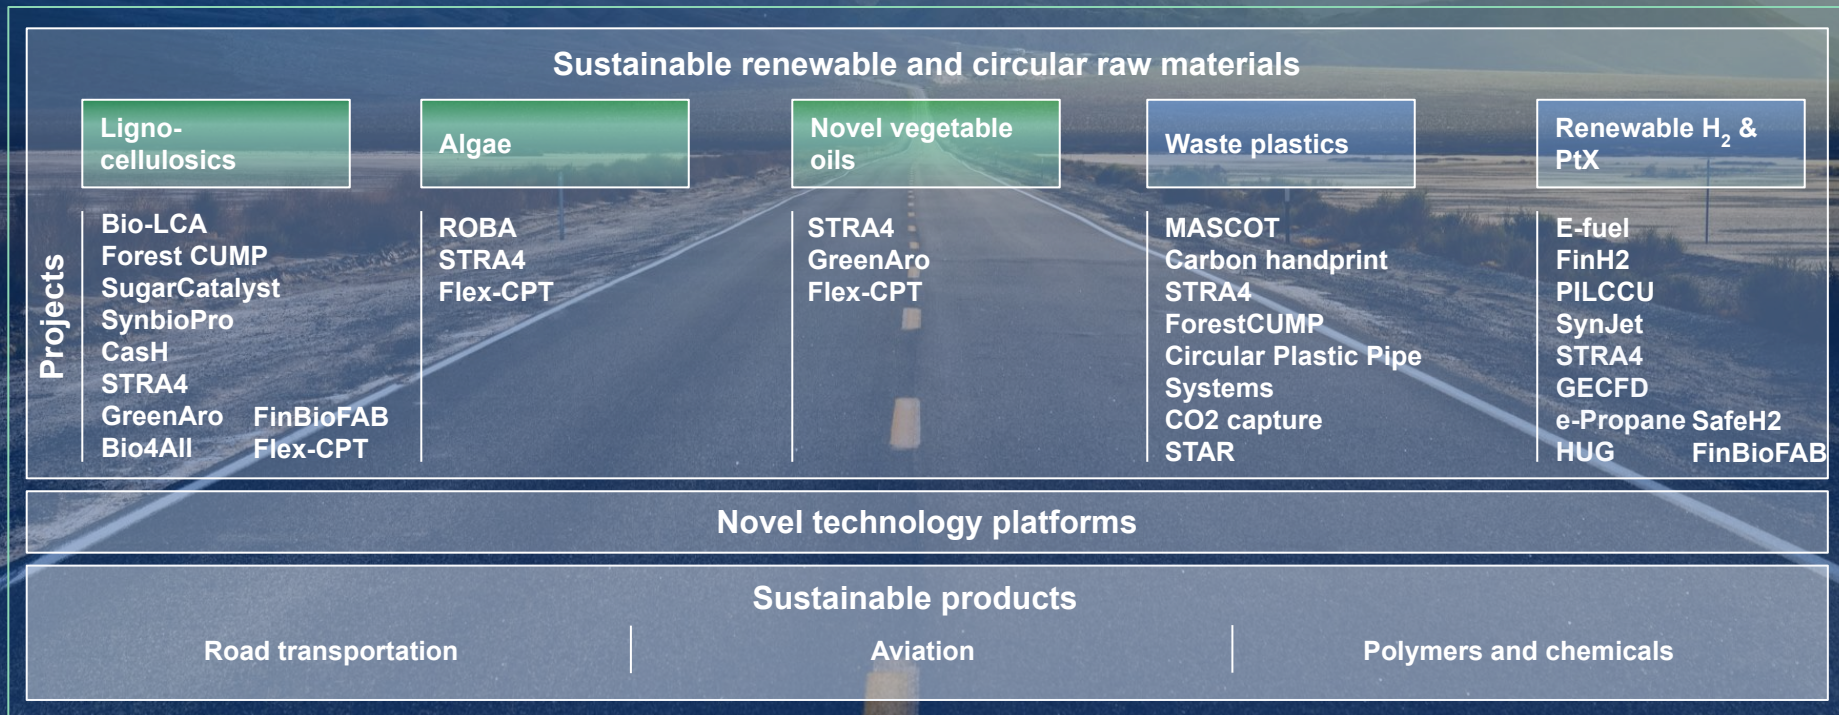 Sustainable renewable and circular raw materials
Ligno-
cellulosics
Algae
Novel vegetable
oils
Waste plastics
Renewable H₂ &
PtX
Projects
Bio-LCA
Forest CUMP
SugarCatalyst
SynbioPro
CasH
STRA4
GreenAro FinBioFAB
Bio4All Flex-CPT
ROBA
STRA4
Flex-CPT
STRA4
GreenAro
Flex-CPT
MASCOT
Carbon handprint
STRA4
ForestCUMP
Circular Plastic Pipe
Systems
CO2 capture
STAR
E-fuel
FinH2
PILCCU
SynJet
STRA4
GECFD
e-Propane SafeH2
HUG FinBioFAB
Novel technology platforms
Sustainable products
Road transportation
Aviation
Polymers and chemicals